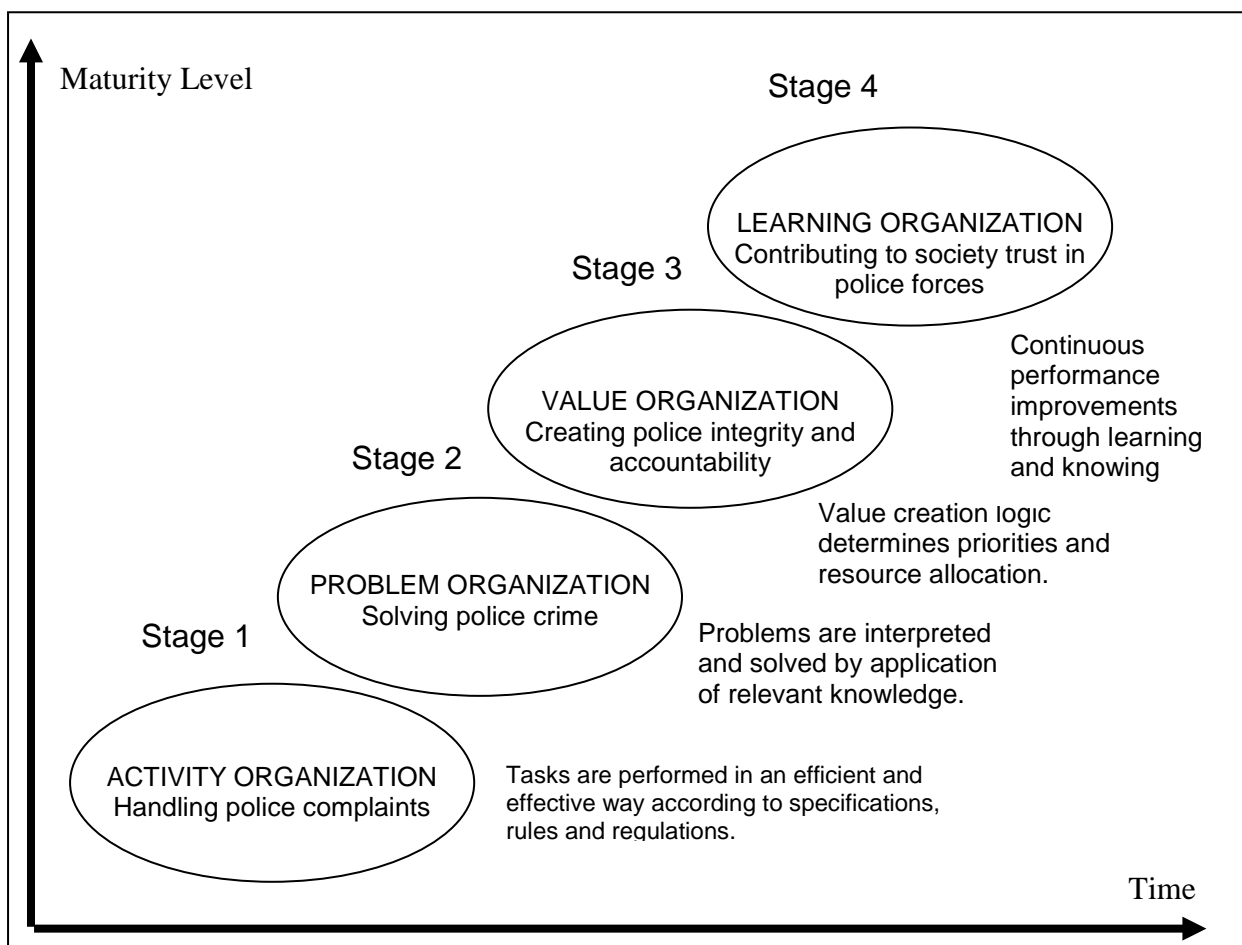 Maturity Level
Stage 4
LEARNING ORGANIZATION
Contributing to society trust in
police forces
Stage 3
Continuous
performance
improvements
through learning
and knowing
VALUE ORGANIZATION
Creating police integrity and
accountability
Stage 2
Value creation logic
determines priorities and
resource allocation.
PROBLEM ORGANIZATION
Solving police crime
Stage 1
Problems are interpreted
and solved by application
of relevant knowledge.
ACTIVITY ORGANIZATION
Handling police complaints
Tasks are performed in an efficient and
effective way according to specifications,
rules and regulations.
Time